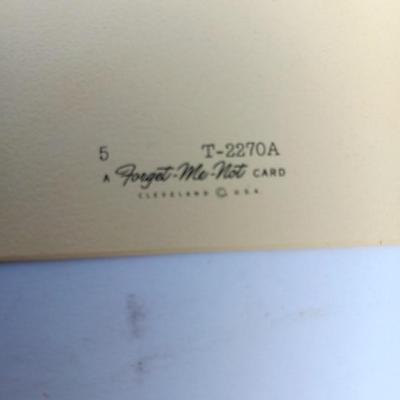 5 T-2270A
A Forget-Me-Not CARD
CLEVELAND U.S.A.